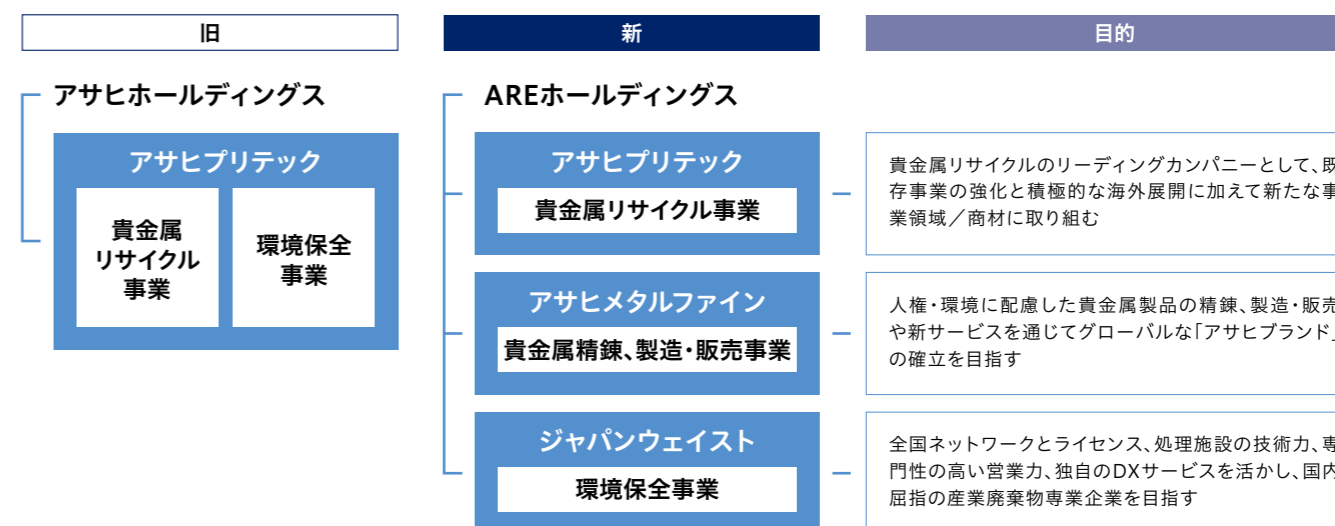 旧
新
目的
アサヒホールディングス
アサヒプリテック
貴金属
リサイクル
事業
環境保全
事業
AREホールディングス
アサヒプリテック
貴金属リサイクル事業
貴金属リサイクルのリーディングカンパニーとして、既
存事業の強化と積極的な海外展開に加えて新たな事
業領域／商材に取り組む
アサヒメタルファイン
貴金属精錬、製造・販売事業
人権・環境に配慮した貴金属製品の精錬、製造・販売
や新サービスを通じてグローバルな「アサヒブランド」
の確立を目指す
ジャパンウェイスト
環境保全事業
全国ネットワークとライセンス、処理施設の技術力、専
門性の高い営業力、独自のDXサービスを活かし、国内
屈指の産業廃棄物専業企業を目指す